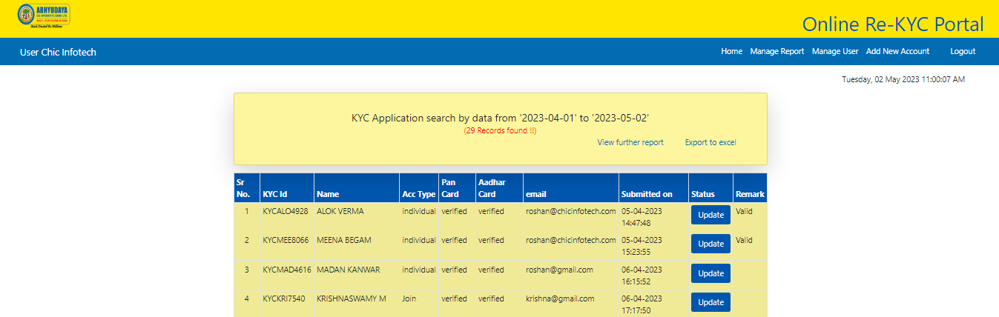 ABHYUDAYA
CO-OPERATIVE BANK LTD.
Online Re-KYC Portal
User Chic Infotech
Home Manage Report Manage User Add New Account Logout
Tuesday, 02 May 2023 11:00:07 AM
KYC Application search by data from '2023-04-01' to '2023-05-02'
(29 Records found !!)
View further report Export to excel
Sr No. KYC Id Name Acc Type Pan Card Aadhar Card email Submitted on Status Remark
1 KYCALO4928 ALOK VERMA individual verified verified roshan@chicinfotech.com 05-04-2023 Update Valid
14:47:48
2 KYCMEE8066 MEENA BEGAM individual verified verified roshan@chicinfotech.com 05-04-2023 Update Valid
15:23:55
3 KYCMAD4616 MADAN KANWAR individual verified verified roshan@gmail.com 06-04-2023 Update
16:15:52
4 KYCKRI7540 KRISHNASWAMY M Join verified verified krishna@gmail.com 06-04-2023 Update
17:17:50